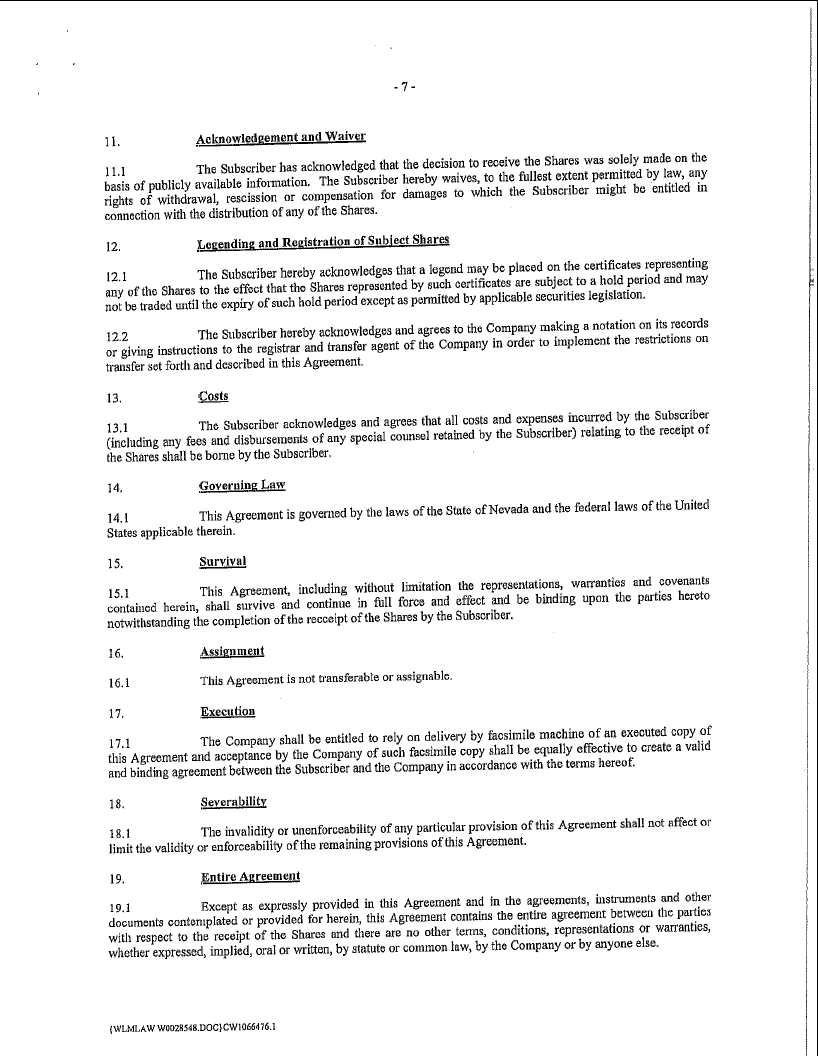 - 7 -
11. Acknowledgement and Waiver
11.1 The Subscriber has acknowledged that the decision to receive the Shares was solely made on the
basis of publicly available information. The Subscriber hereby waives, to the fullest extent permitted by law, any
rights of withdrawal, rescission or compensation for damages to which the Subscriber might be entitled in
connection with the distribution of any of the Shares.
12. Legending and Registration of Subject Shares
12.1 The Subscriber hereby acknowledges that a legend may be placed on the certificates representing
any of the Shares to the effect that the Shares represented by such certificates are subject to a hold period and may
not be traded until the expiry of such hold period except as permitted by applicable securities legislation.
12.2 The Subscriber hereby acknowledges and agrees to the Company making a notation on its records
or giving instructions to the registrar and transfer agent of the Company in order to implement the restrictions on
transfer set forth and described in this Agreement.
13. Costs
13.1 The Subscriber acknowledges and agrees that all costs and expenses incurred by the Subscriber
(including any fees and disbursements of any special counsel retained by the Subscriber) relating to the receipt of
the Shares shall be borne by the Subscriber.
14. Governing Law
14.1 This Agreement is governed by the laws of the State of Nevada and the federal laws of the United
States applicable therein.
15. Survival
15.1 This Agreement, including without limitation the representations, warranties and covenants
contained herein, shall survive and continue in full force and effect and be binding upon the parties hereto
notwithstanding the completion of the recceipt of the Shares by the Subscriber.
16. Assignment
16.1 This Agreement is not transferable or assignable.
17. Execution
17.1 The Company shall be entitled to rely on delivery by facsimile machine of an executed copy of
this Agreement and acceptance by the Company of such facsimile copy shall be equally effective to create a valid
and binding agreement between the Subscriber and the Company in accordance with the terms hereof.
18. Severability
18.1 The invalidity or unenforceability of any particular provision of this Agreement shall not affect or
limit the validity or enforceability of the remaining provisions of this Agreement.
19. Entire Agreement
19.1 Except as expressly provided in this Agreement and in the agreements, instruments and other
documents contemplated or provided for herein, this Agreement contains the entire agreement between the parties
with respect to the receipt of the Shares and there are no other terms, conditions, representations or warranties,
whether expressed, implied, oral or written, by statute or common law, by the Company or by anyone else.
{WLMLAW W0028548.DOC}CW1066476.1